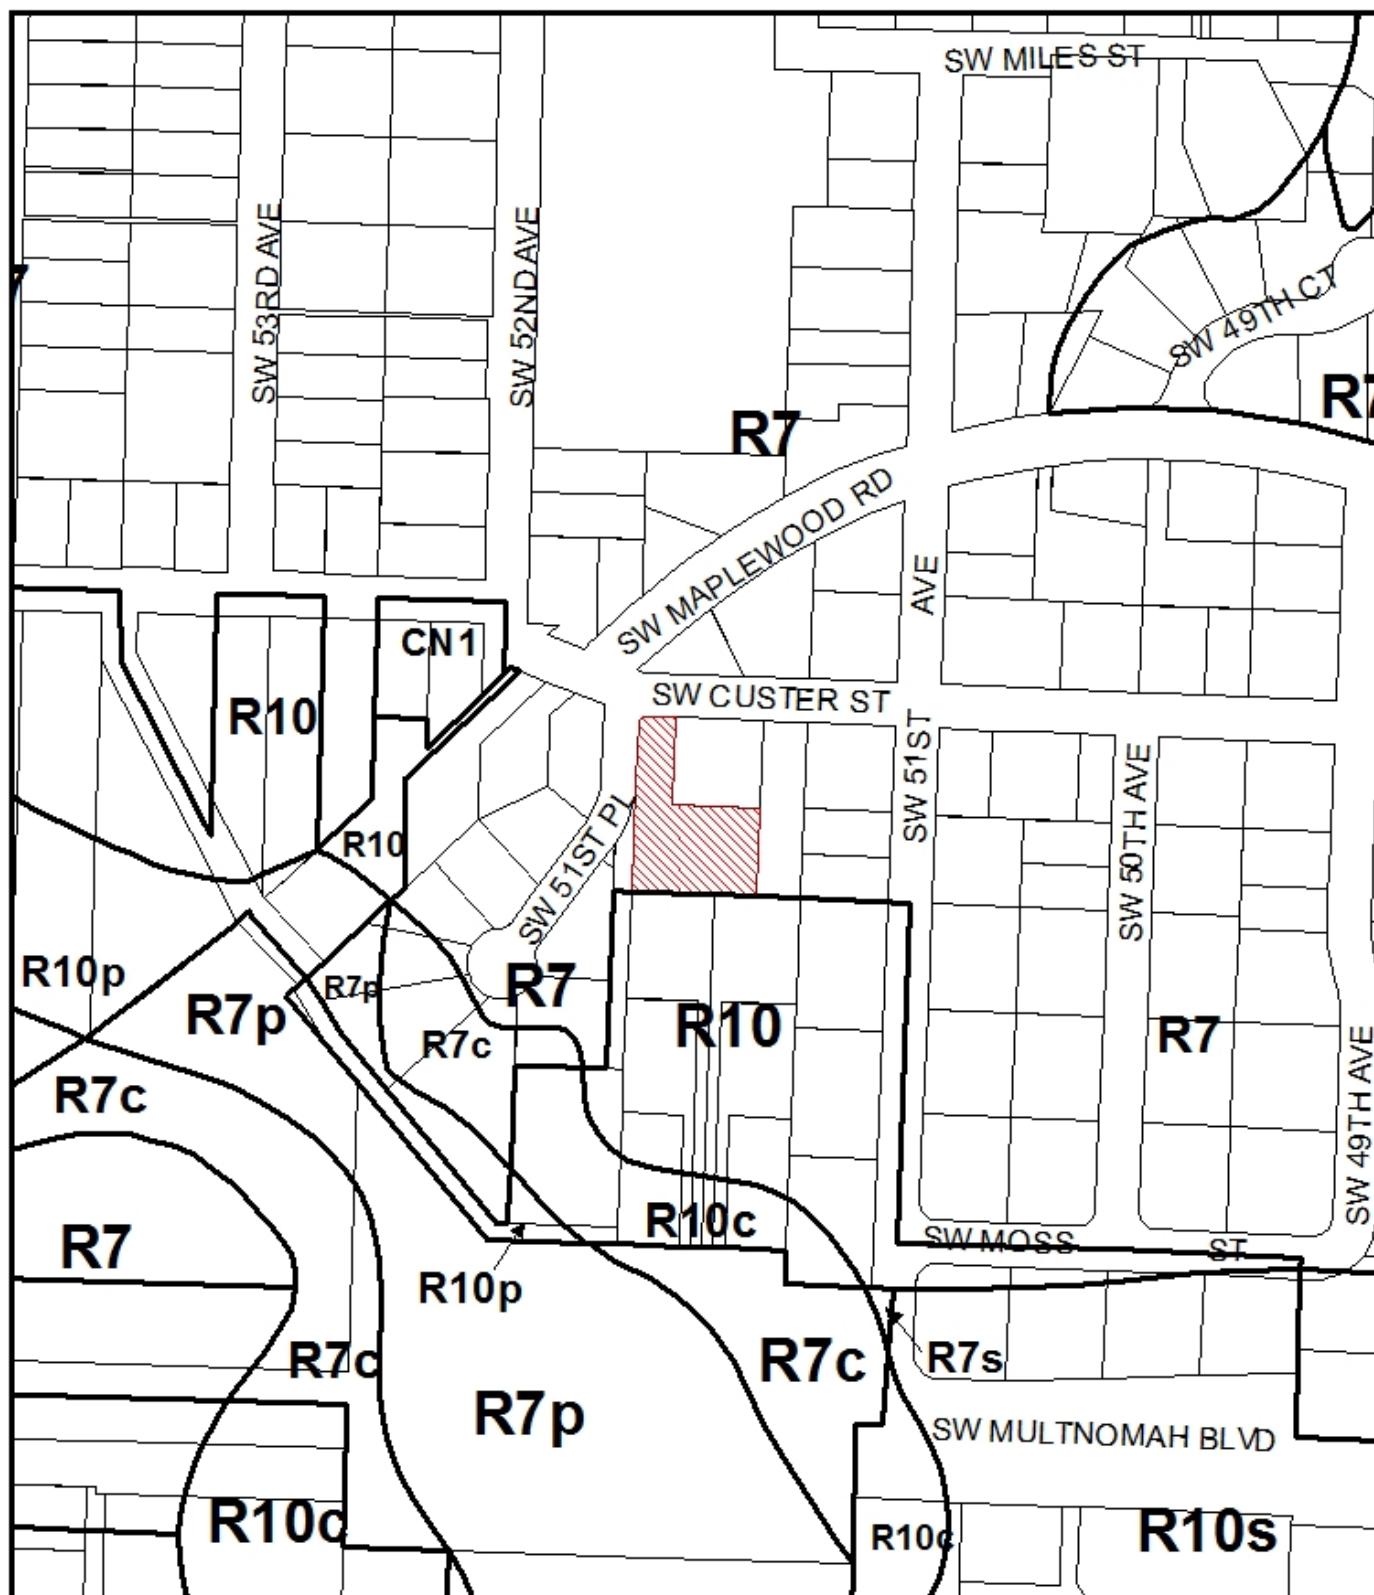 SW MILES ST
SW 53RD AVE
SW 52ND AVE
7
SW 49TH CT
R7
R7
SW MAPLEWOOD RD
AVE
CN1
SW CUSTER ST
R10
SW 51ST
SW 50TH AVE
SW 51ST PL
R10
R10p
R7p
R7
R7p
R10
R7
R7c
R7c
SW 49TH AVE
R7
R10c
SW MOSS ST
R10p
R7c
R7c
R7s
R7p
SW MULTNOMAH BLVD
R10c
R10c
R10s